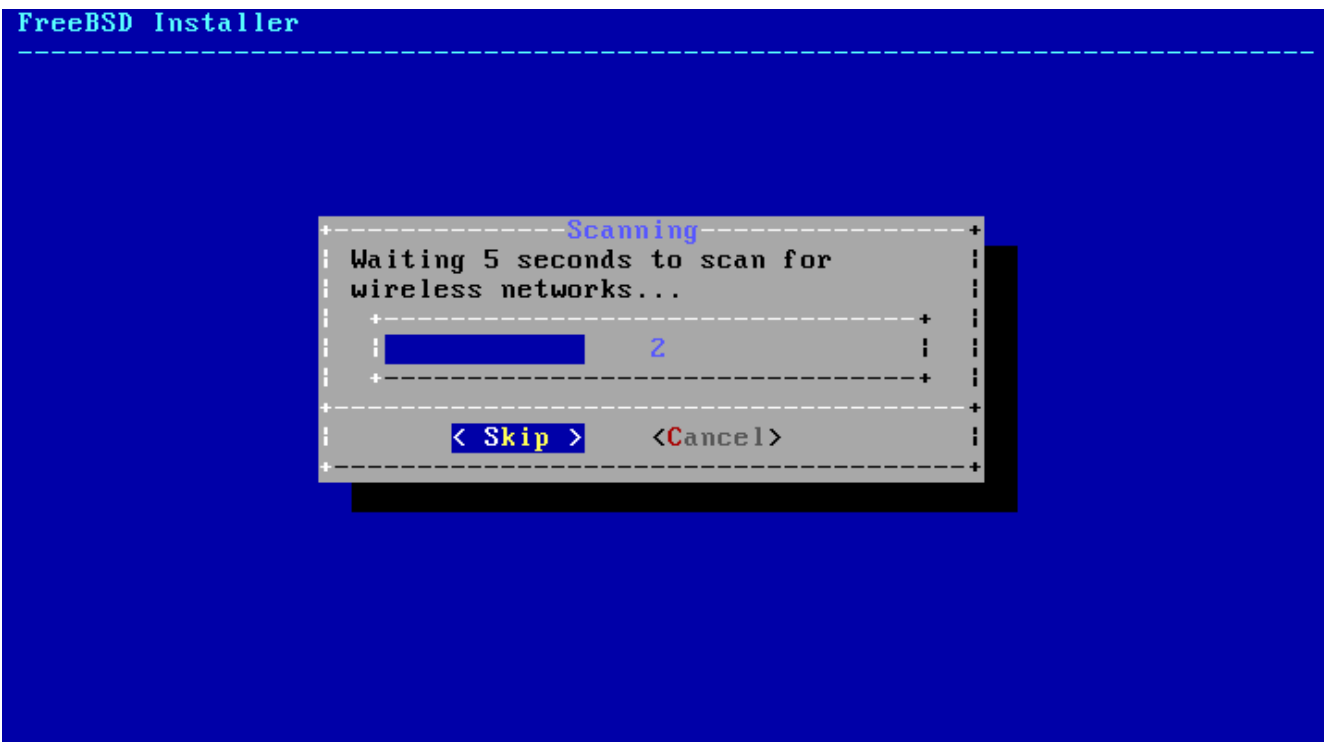 FreeBSD Installer
Scanning
Waiting 5 seconds to scan for
wireless networks...
2
< Skip > <Cancel>